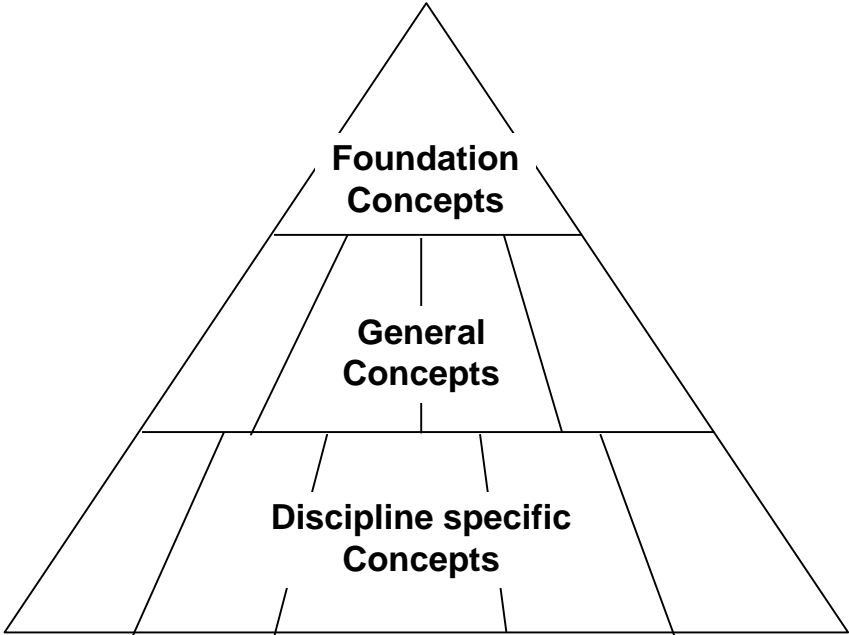 Foundation
Concepts
General
Concepts
Discipline specific
Concepts